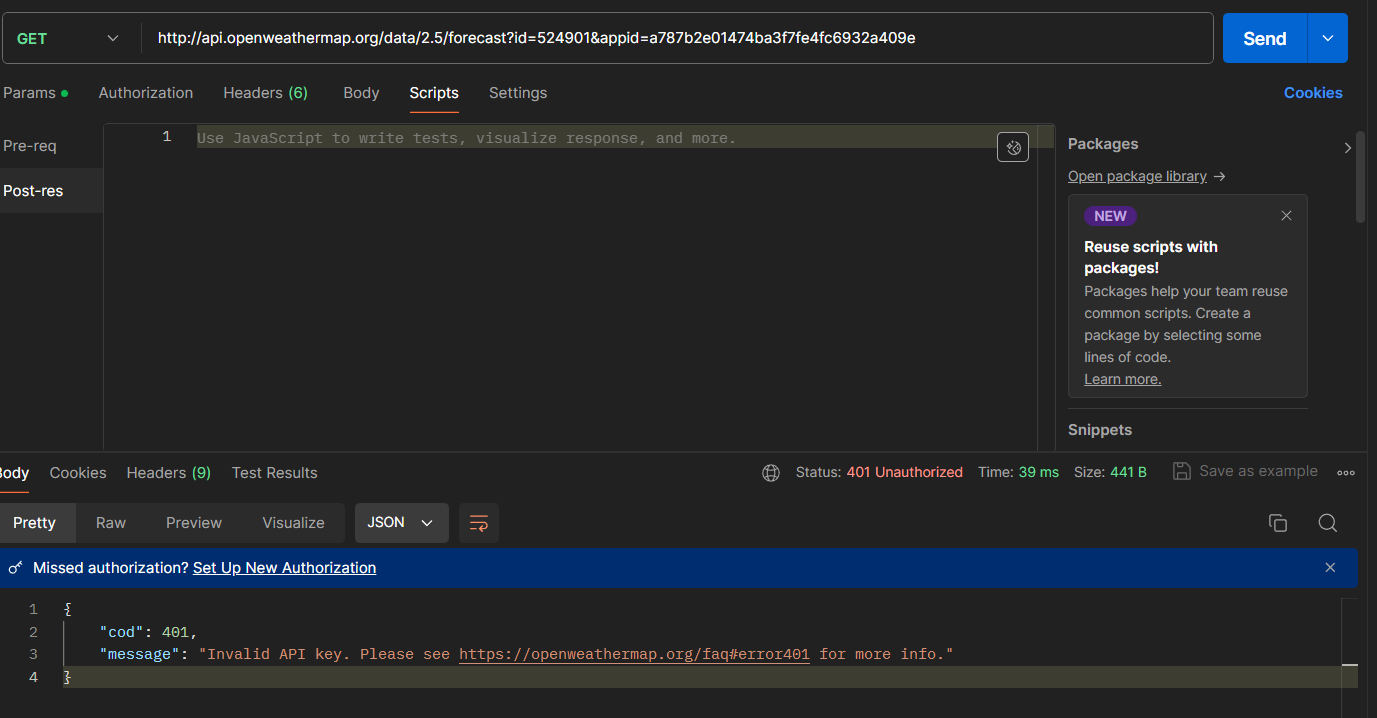 GET http://api.openweathermap.org/data/2.5/forecast?id=524901&appid=a787b2e01474ba3f7fe4fc6932a409e Send
Params Authorization Headers (6) Body Scripts Settings Cookies
Pre-req
Post-res
1 Use JavaScript to write tests, visualize response, and more.
Packages
Open package library →
NEW
Reuse scripts with
packages!
Packages help your team reuse
common scripts. Create a
package by selecting some
lines of code.
Learn more.
Snippets
Body Cookies Headers (9) Test Results Status: 401 Unauthorized Time: 39 ms Size: 441 B Save as example
Pretty Raw Preview Visualize JSON
Missed authorization? Set Up New Authorization
1 {
2 "cod": 401,
3 "message": "Invalid API key. Please see https://openweathermap.org/faq#error401 for more info."
4 }